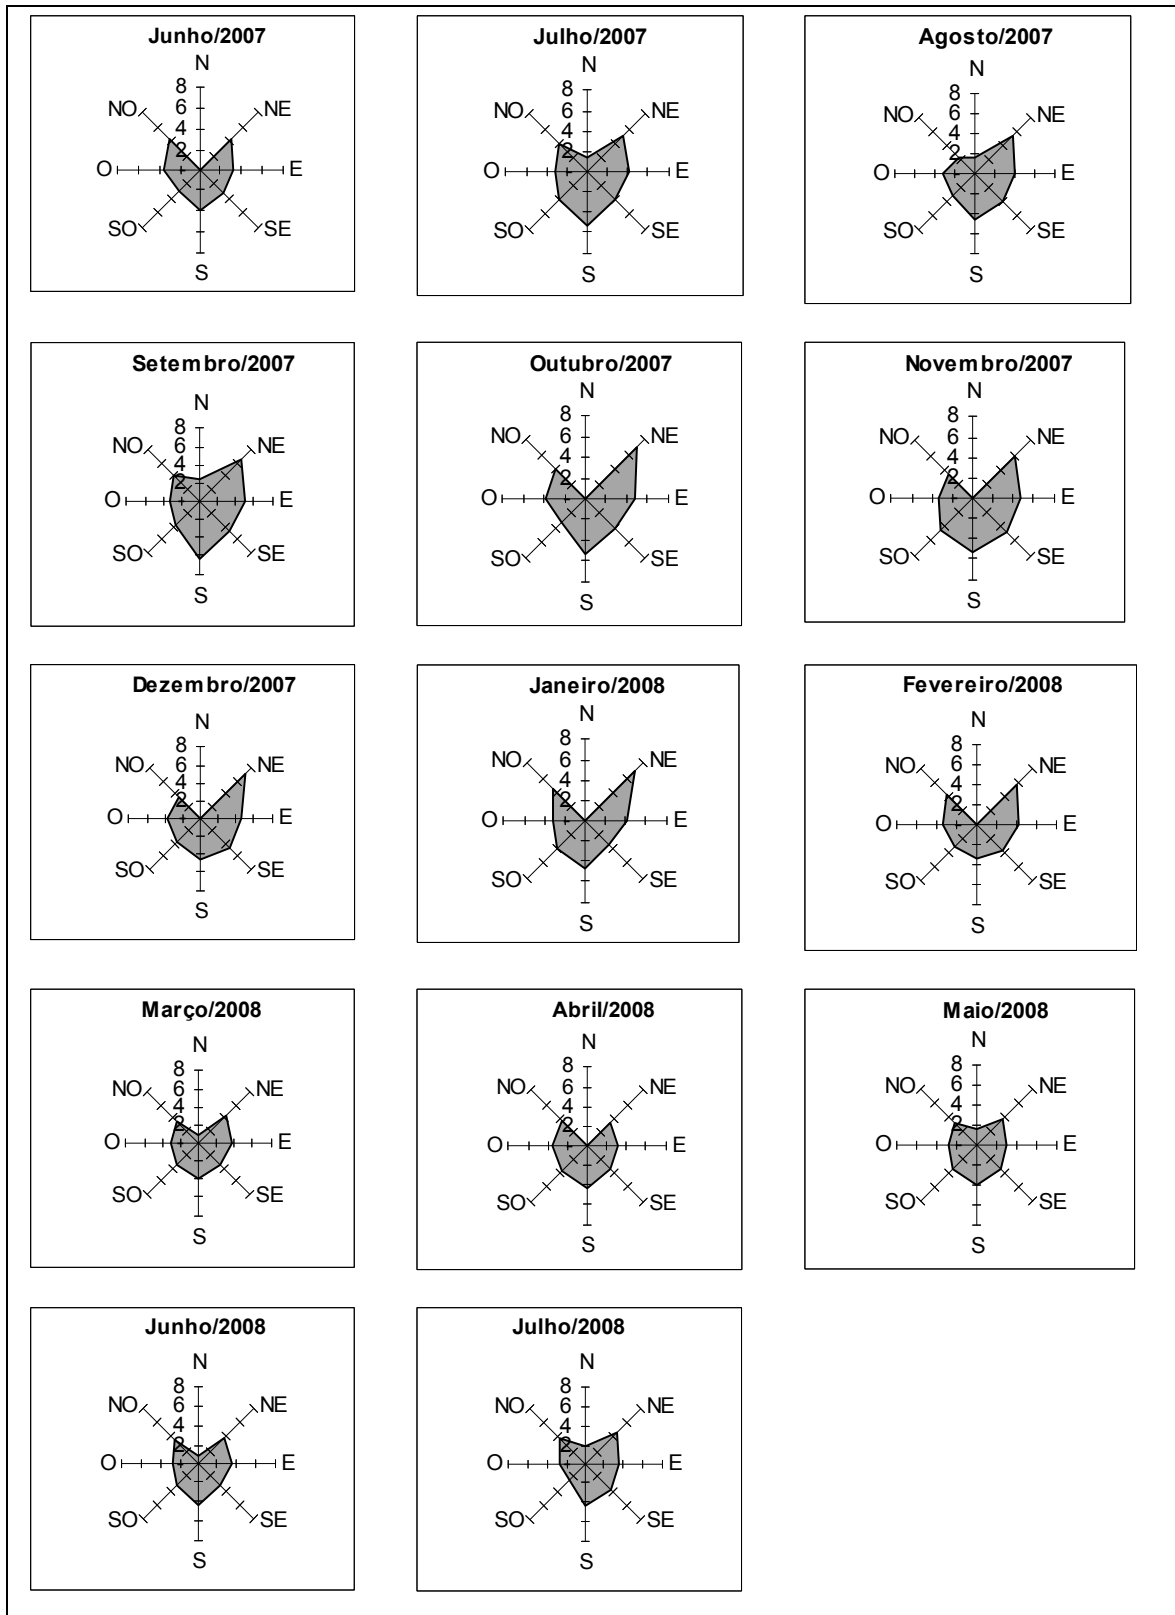 Junho/2007
N
8
NO NE
6
4
2
O E
SO SE
S
Julho/2007
N
8
NO NE
6
4
2
O E
SO SE
S
Agosto/2007
N
8
NO NE
6
4
2
O E
SO SE
S
Setembro/2007
N
8
NO NE
6
4
2
O E
SO SE
S
Outubro/2007
N
8
NO NE
6
4
2
O E
SO SE
S
Novembro/2007
N
8
NO NE
6
4
2
O E
SO SE
S
Dezembro/2007
N
8
NO NE
6
4
2
O E
SO SE
S
Janeiro/2008
N
8
NO NE
6
4
2
O E
SO SE
S
Fevereiro/2008
N
8
NO NE
6
4
2
O E
SO SE
S
Março/2008
N
8
NO NE
6
4
2
O E
SO SE
S
Abril/2008
N
8
NO NE
6
4
2
O E
SO SE
S
Maio/2008
N
8
NO NE
6
4
2
O E
SO SE
S
Junho/2008
N
8
NO NE
6
4
2
O E
SO SE
S
Julho/2008
N
8
NO NE
6
4
2
O E
SO SE
S